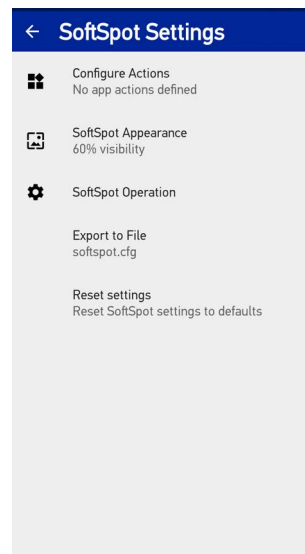 SoftSpot Settings
Configure Actions
No app actions defined
SoftSpot Appearance
60% visibility
SoftSpot Operation
Export to File
softspot.cfg
Reset settings
Reset SoftSpot settings to defaults